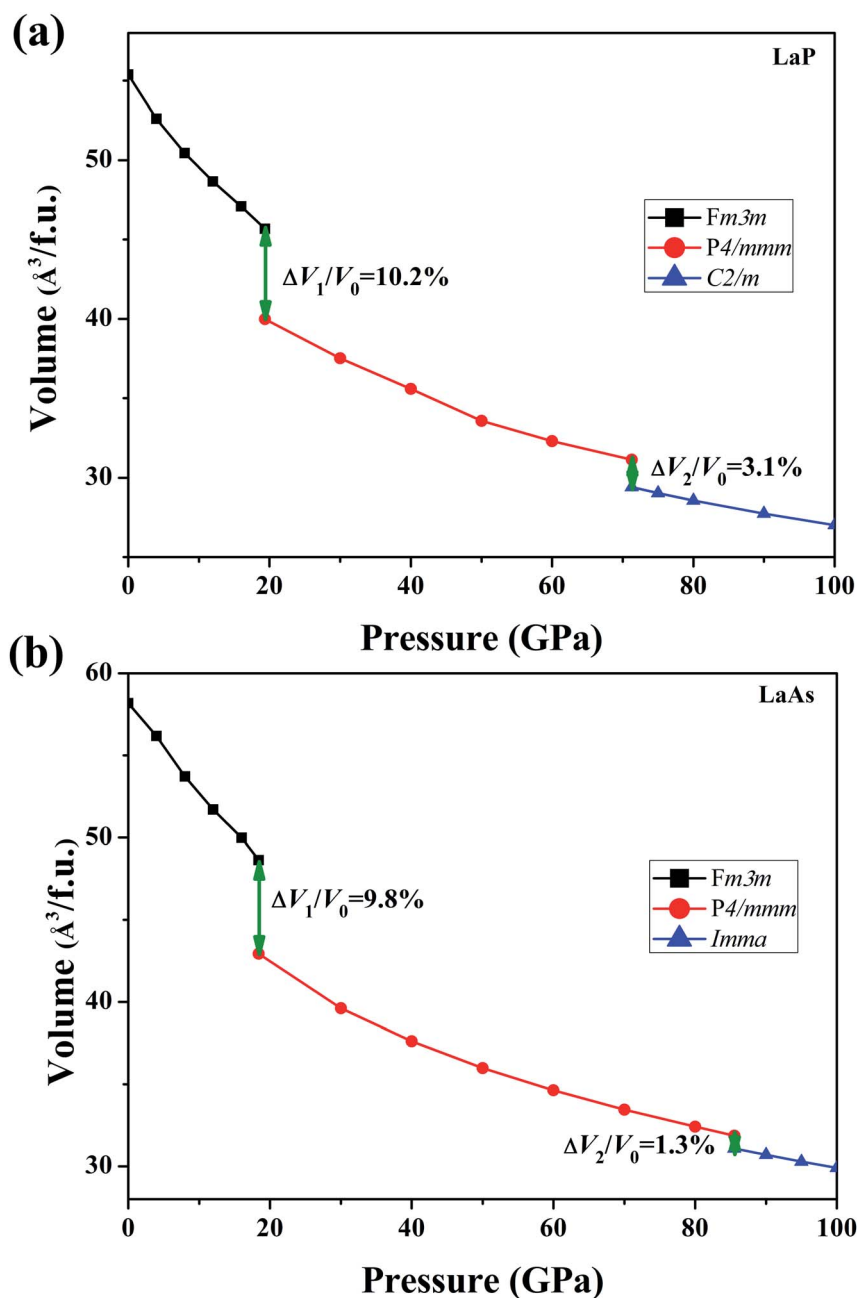 (a)
LaP
50
40
30
0 20 40 60 80 100
Volume (Å³/f.u.)
Pressure (GPa)
Fm3m
P4/mmm
C2/m
ΔV₁/V₀=10.2%
ΔV₂/V₀=3.1%
(b)
LaAs
60
50
40
30
0 20 40 60 80 100
Volume (Å³/f.u.)
Pressure (GPa)
Fm3m
P4/mmm
Imma
ΔV₁/V₀=9.8%
ΔV₂/V₀=1.3%